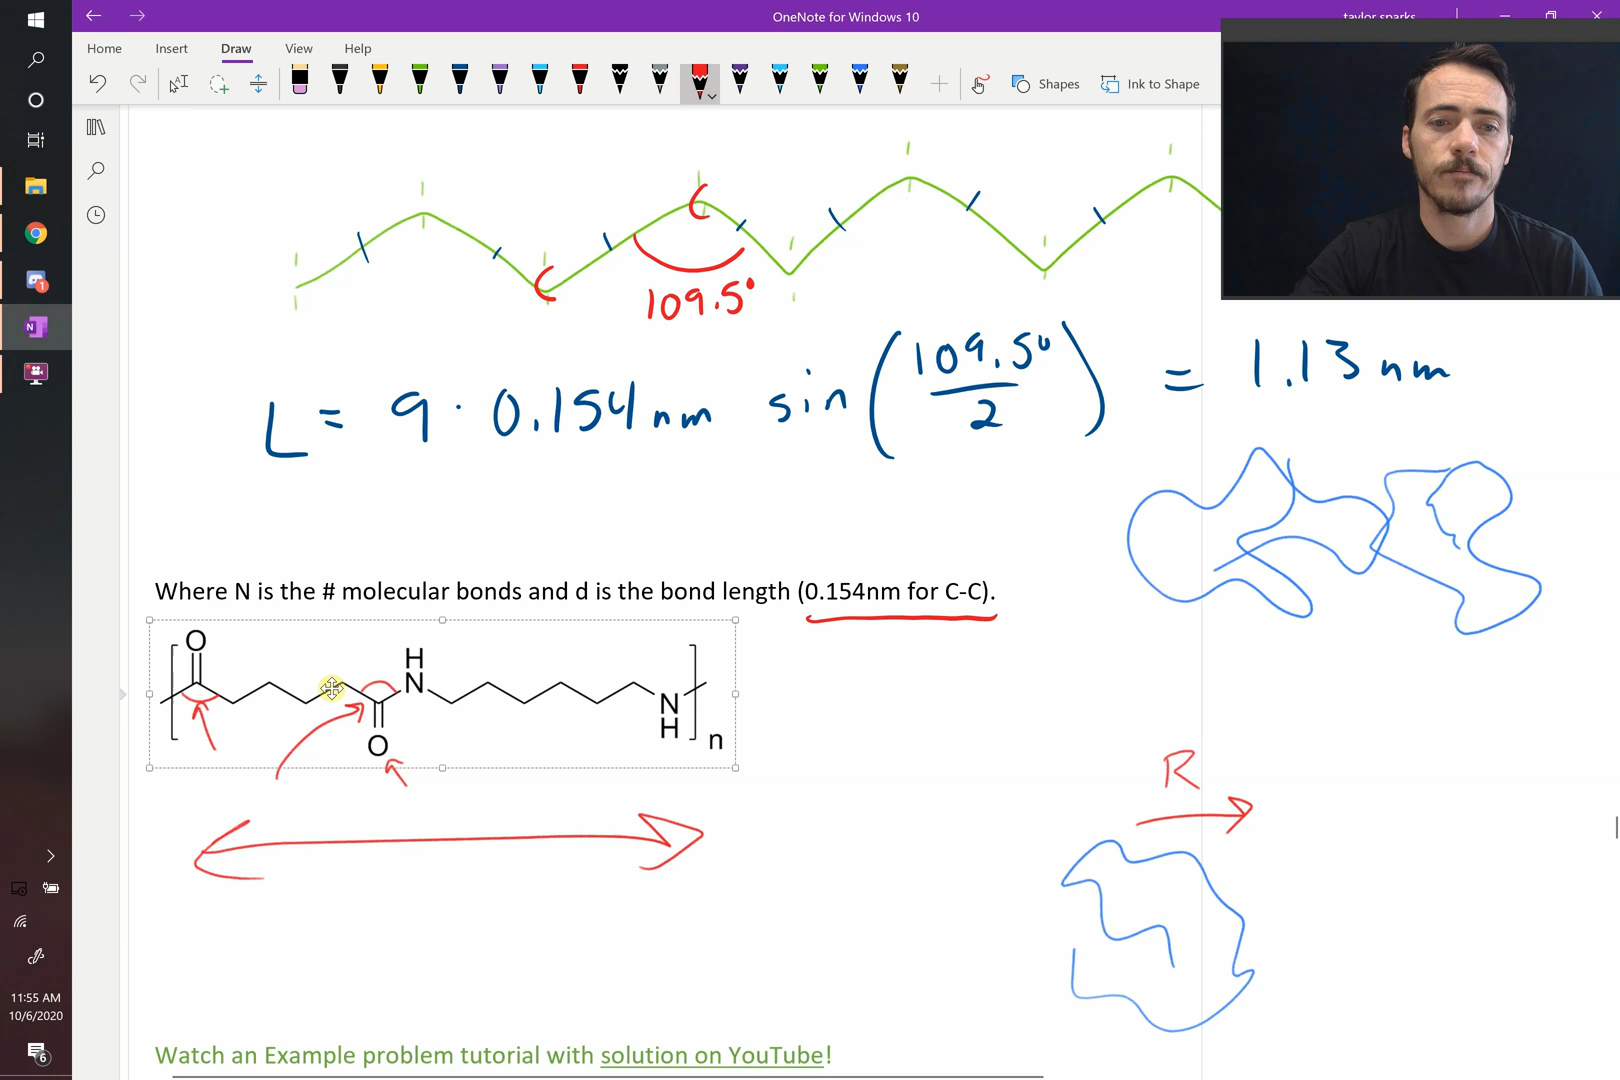 OneNote for Windows 10
taylor sparks
Home Insert Draw View Help
Shapes Ink to Shape
109.5°
L = 9 · 0.154 nm sin(109.5°/2) = 1.13 nm
Where N is the # molecular bonds and d is the bond length (0.154nm for C-C).
O
H
N
O
N
H
n
R
11:55 AM
10/6/2020
Watch an Example problem tutorial with solution on YouTube!